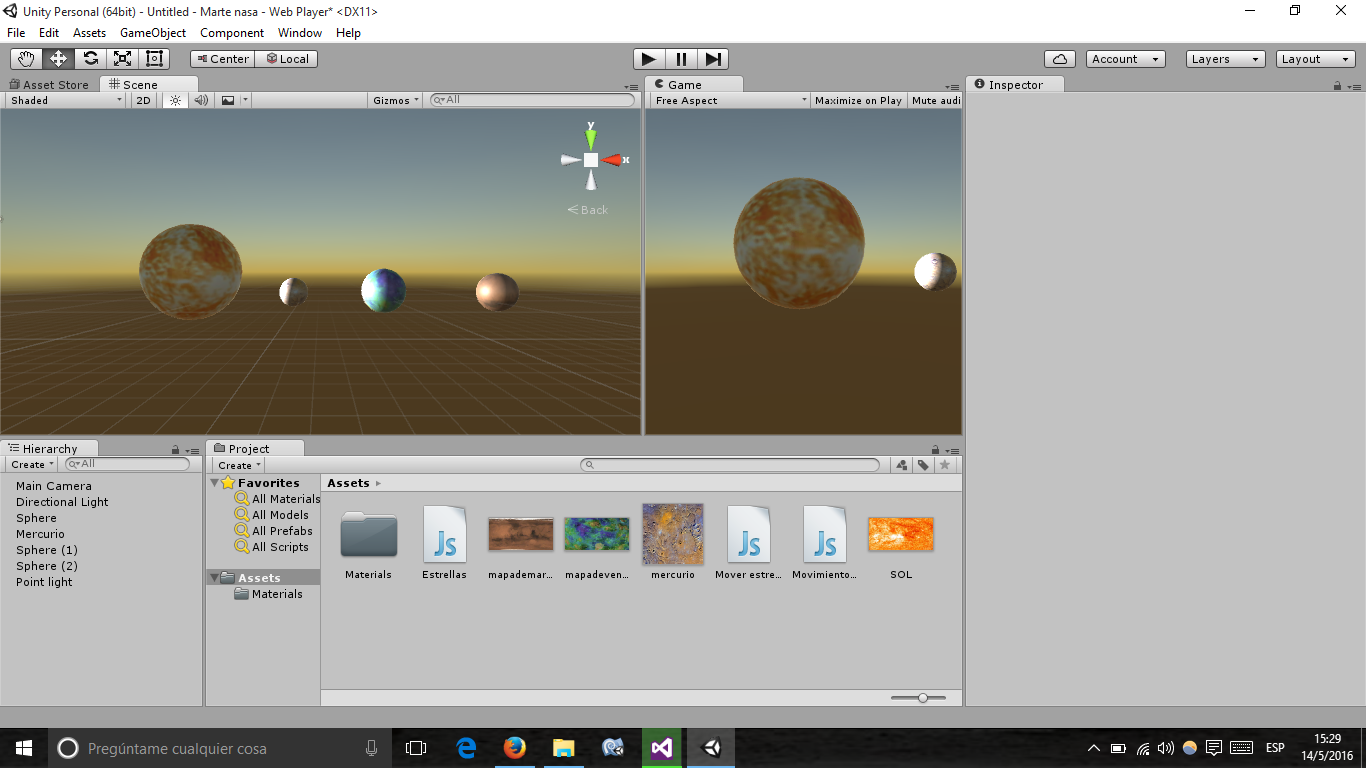 Unity Personal (64bit) - Untitled - Marte nasa - Web Player* <DX11>
File Edit Assets GameObject Component Window Help
Center Local Account Layers Layout
Asset Store Scene Game Inspector
Shaded 2D Gizmos All Free Aspect Maximize on Play Mute audi
y
x
Back
Hierarchy Project
Create All Create
Main Camera
Directional Light
Sphere
Mercurio
Sphere (1)
Sphere (2)
Point light
Favorites
All Materials
All Models
All Prefabs
All Scripts
Assets
Materials
Assets
Js Js Js
Materials Estrellas mapademar... mapadeven... mercurio Mover estre... Movimiento... SOL
Pregúntame cualquier cosa
ESP
15:29
14/5/2016